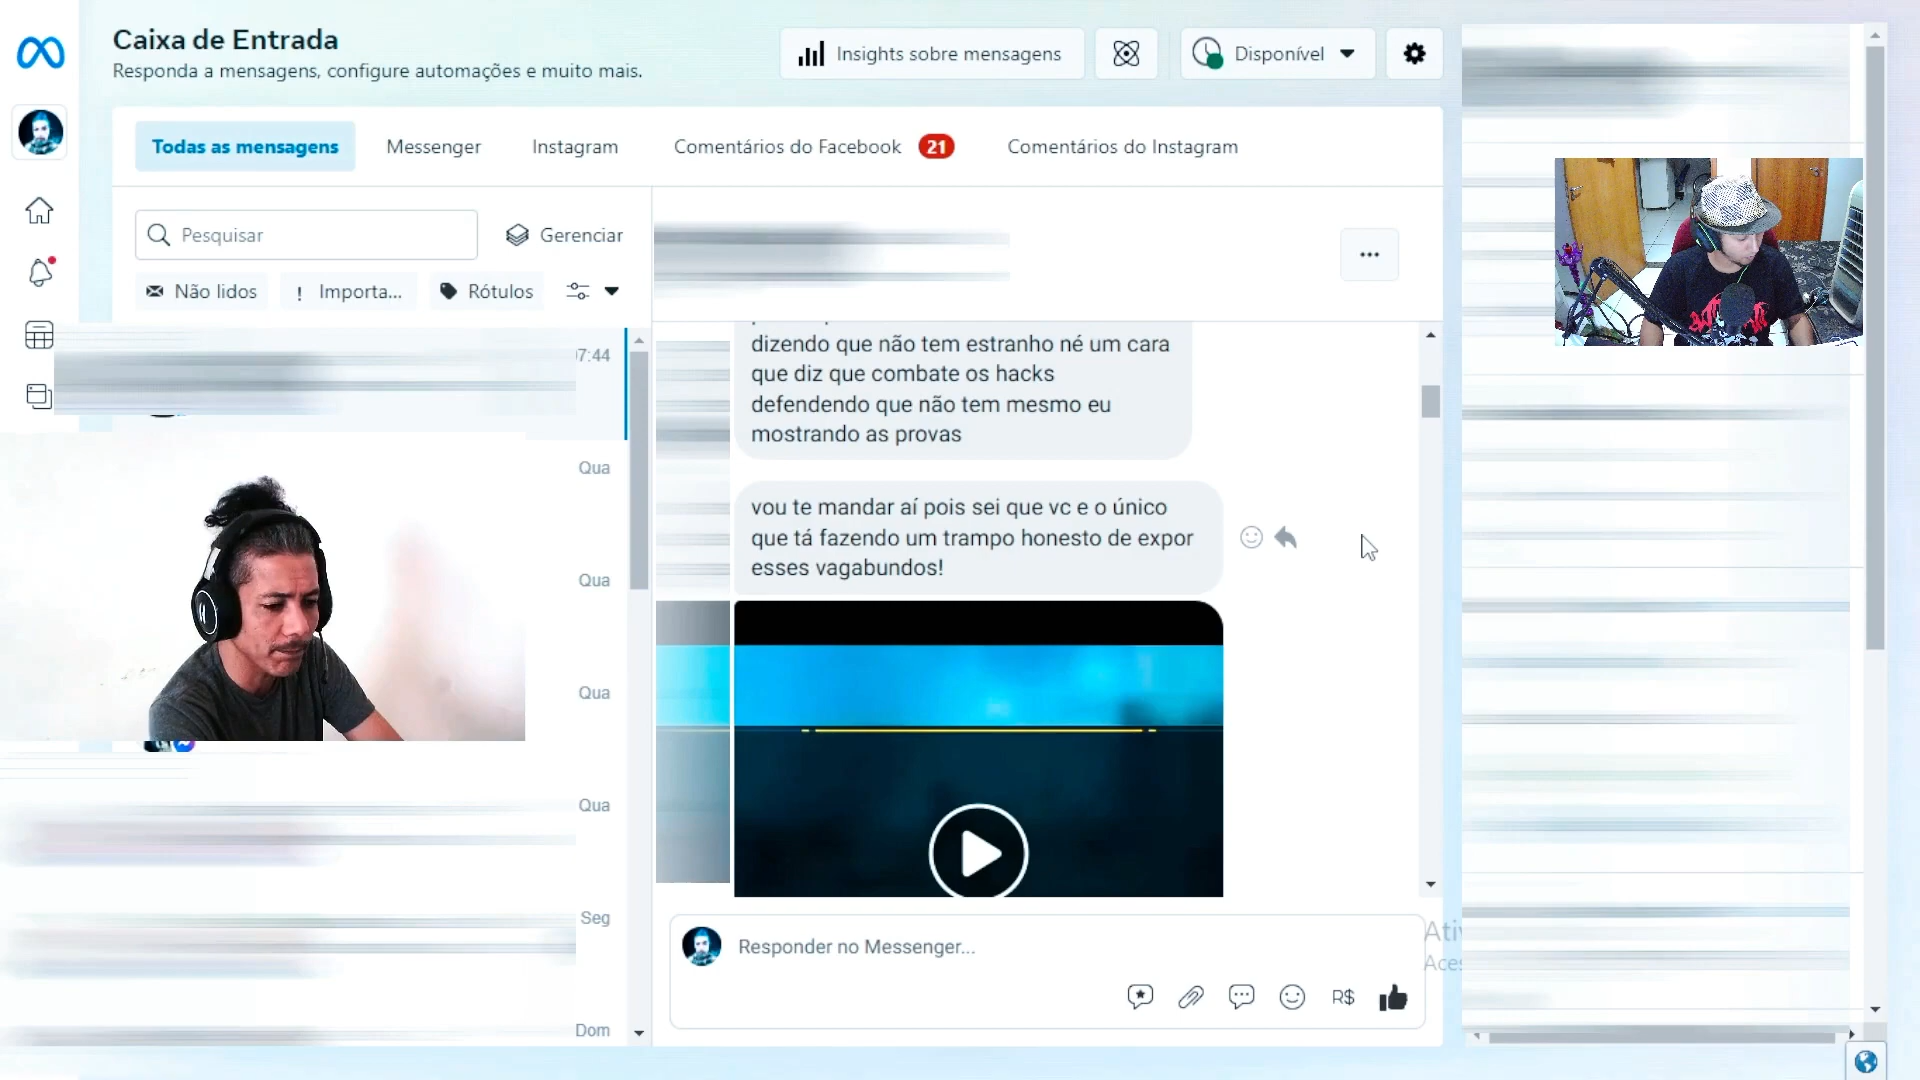 Caixa de Entrada
Responda a mensagens, configure automações e muito mais.
Insights sobre mensagens
Disponível
Todas as mensagens
Messenger
Instagram
Comentários do Facebook 21
Comentários do Instagram
Pesquisar
Gerenciar
Não lidos
! Importa...
Rótulos
7:44
Qua
Qua
Qua
Qua
Seg
Dom
dizendo que não tem estranho né um cara
que diz que combate os hacks
defendendo que não tem mesmo eu
mostrando as provas
vou te mandar aí pois sei que vc e o único
que tá fazendo um trampo honesto de expor
esses vagabundos!
Responder no Messenger...
R$